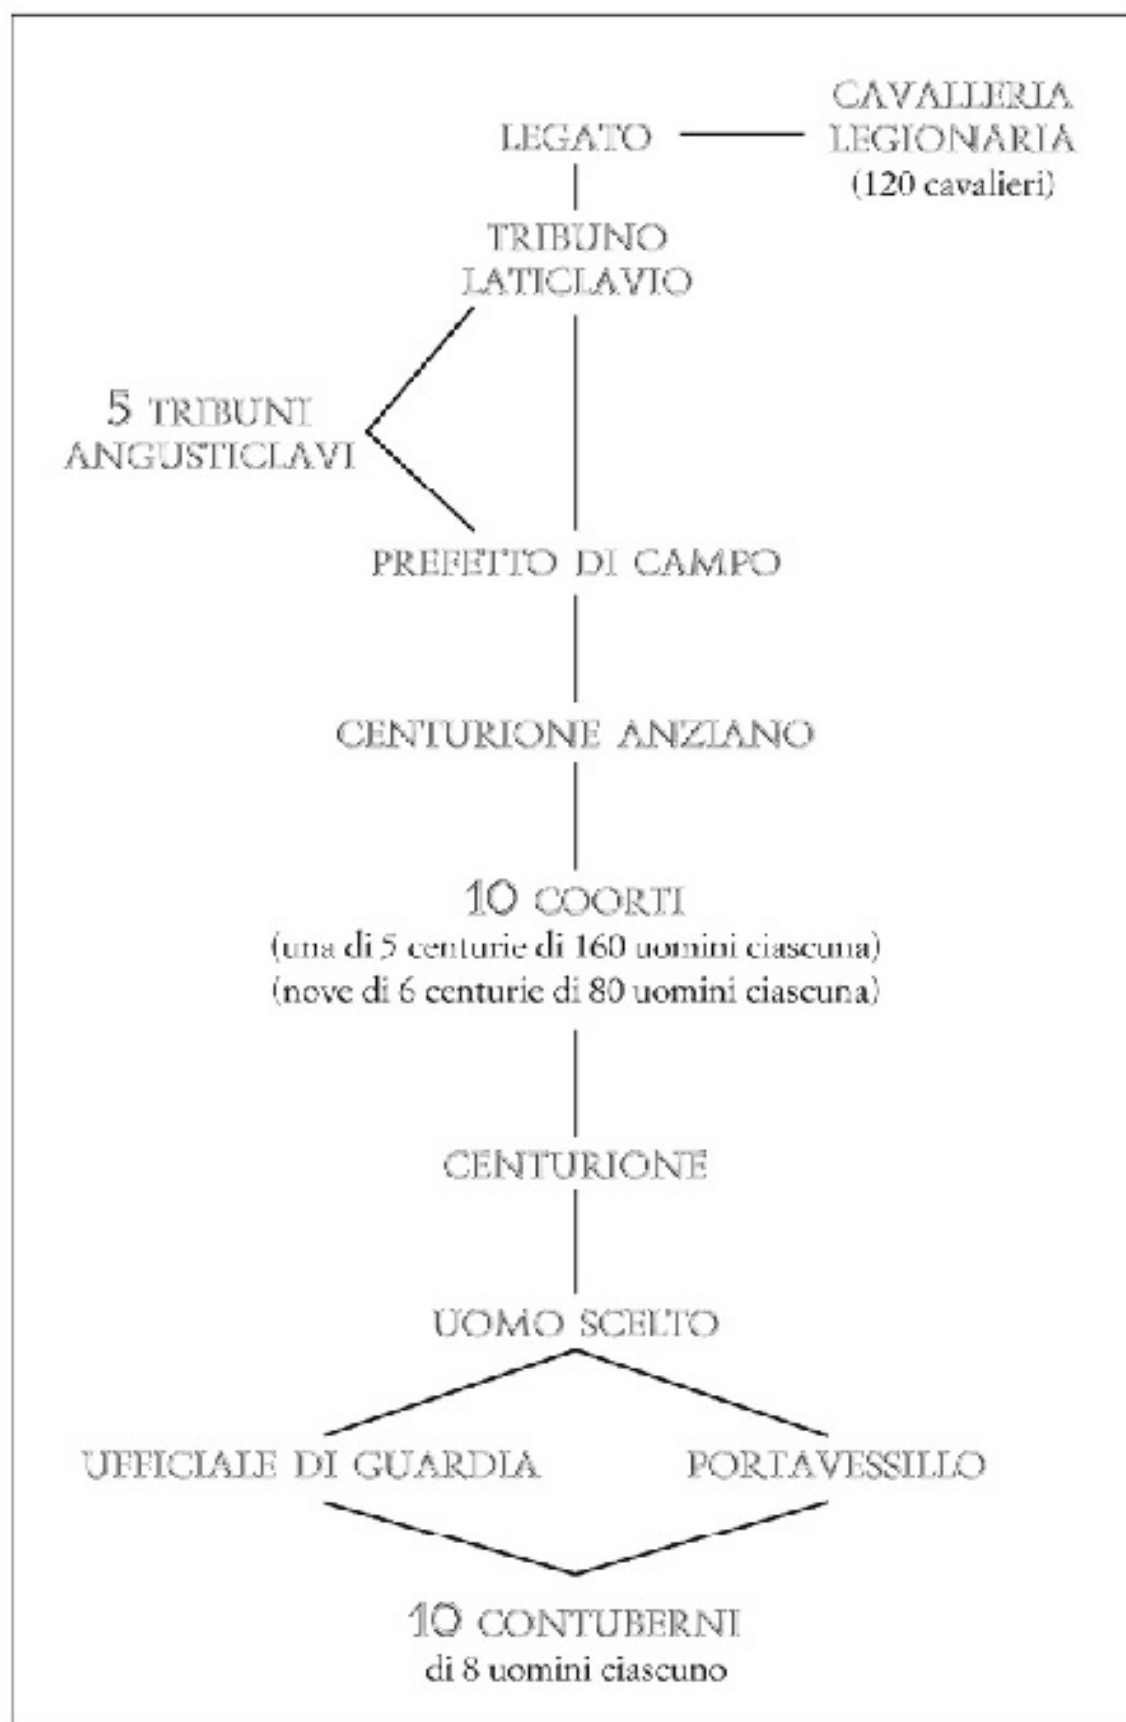 LEGATO
CAVALLERIA
LEGIONARIA
(120 cavalieri)
TRIBUNO
LATICLAVIO
5 TRIBUNI
ANGUSTICLAVI
PREFETTO DI CAMPO
CENTURIONE ANZIANO
10 COORTI
(una di 5 centurie di 160 uomini ciascuna)
(nove di 6 centurie di 80 uomini ciascuna)
CENTURIONE
UOMO SCELTO
UFFICIALE DI GUARDIA
PORTAVESSILLO
10 CONTUBERNI
di 8 uomini ciascuno